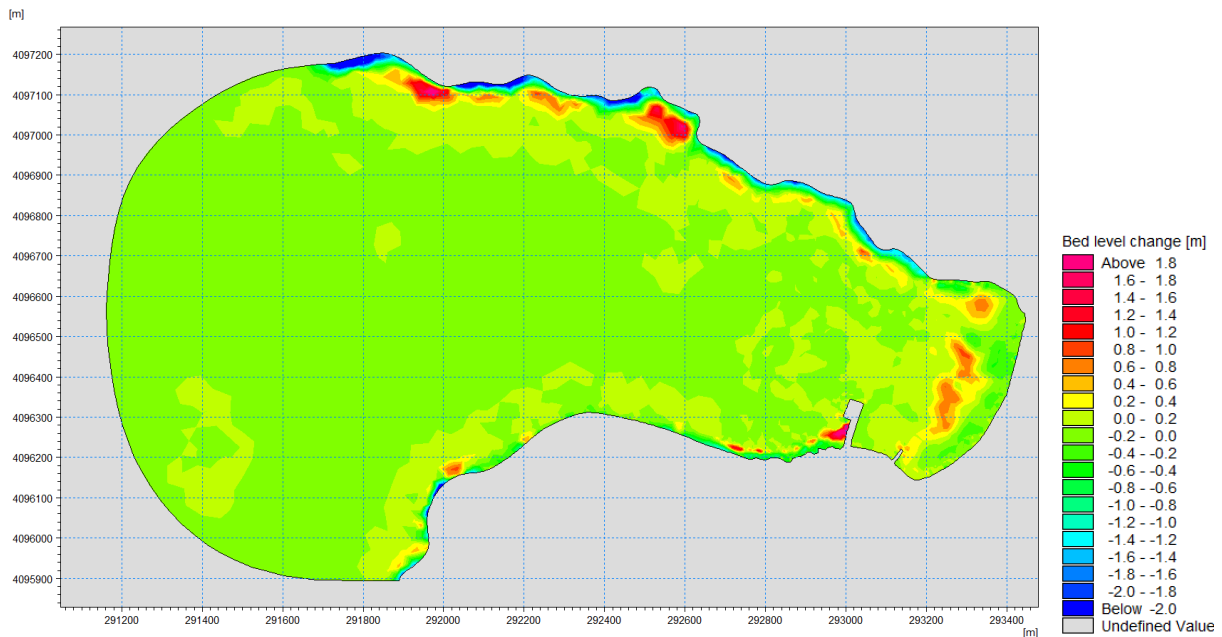 [m]
4097200
4097100
4097000
4096900
4096800
4096700
4096600
4096500
4096400
4096300
4096200
4096100
4096000
4095900
291200 291400 291600 291800 292000 292200 292400 292600 292800 293000 293200 293400
[m]
Bed level change [m]
Above 1.8
1.6 - 1.8
1.4 - 1.6
1.2 - 1.4
1.0 - 1.2
0.8 - 1.0
0.6 - 0.8
0.4 - 0.6
0.2 - 0.4
0.0 - 0.2
-0.2 - 0.0
-0.4 - -0.2
-0.6 - -0.4
-0.8 - -0.6
-1.0 - -0.8
-1.2 - -1.0
-1.4 - -1.2
-1.6 - -1.4
-1.8 - -1.6
-2.0 - -1.8
Below -2.0
Undefined Value